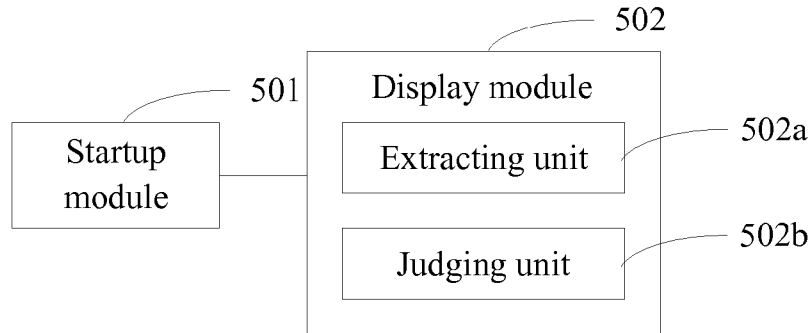 502
501
Display module
502a
Startup
module
Extracting unit
502b
Judging unit